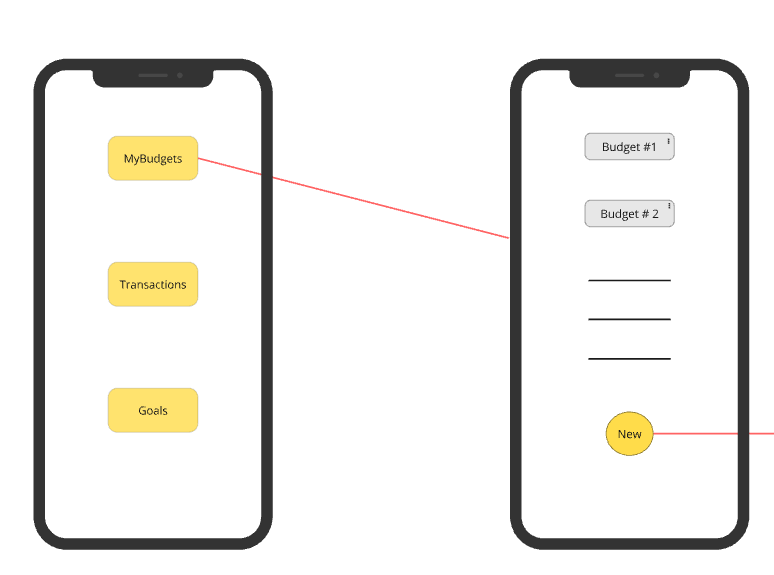 MyBudgets
Transactions
Goals
Budget #1
Budget # 2
New